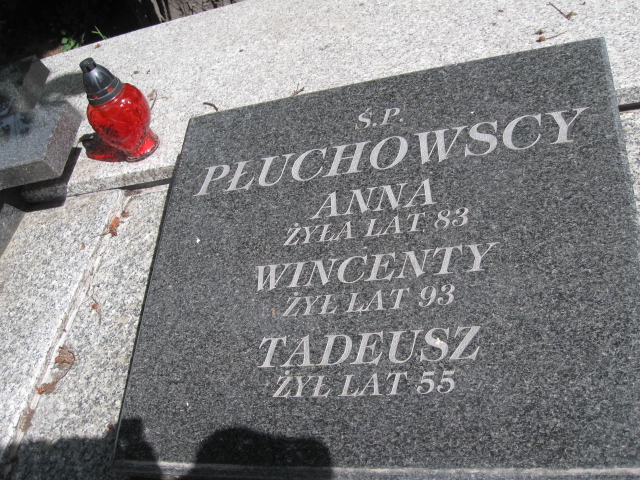 Ś.P.
PŁUCHOWSCY
ANNA
ŻYŁA LAT 83
WINCENTY
ŻYŁ LAT 93
TADEUSZ
ŻYŁ LAT 55